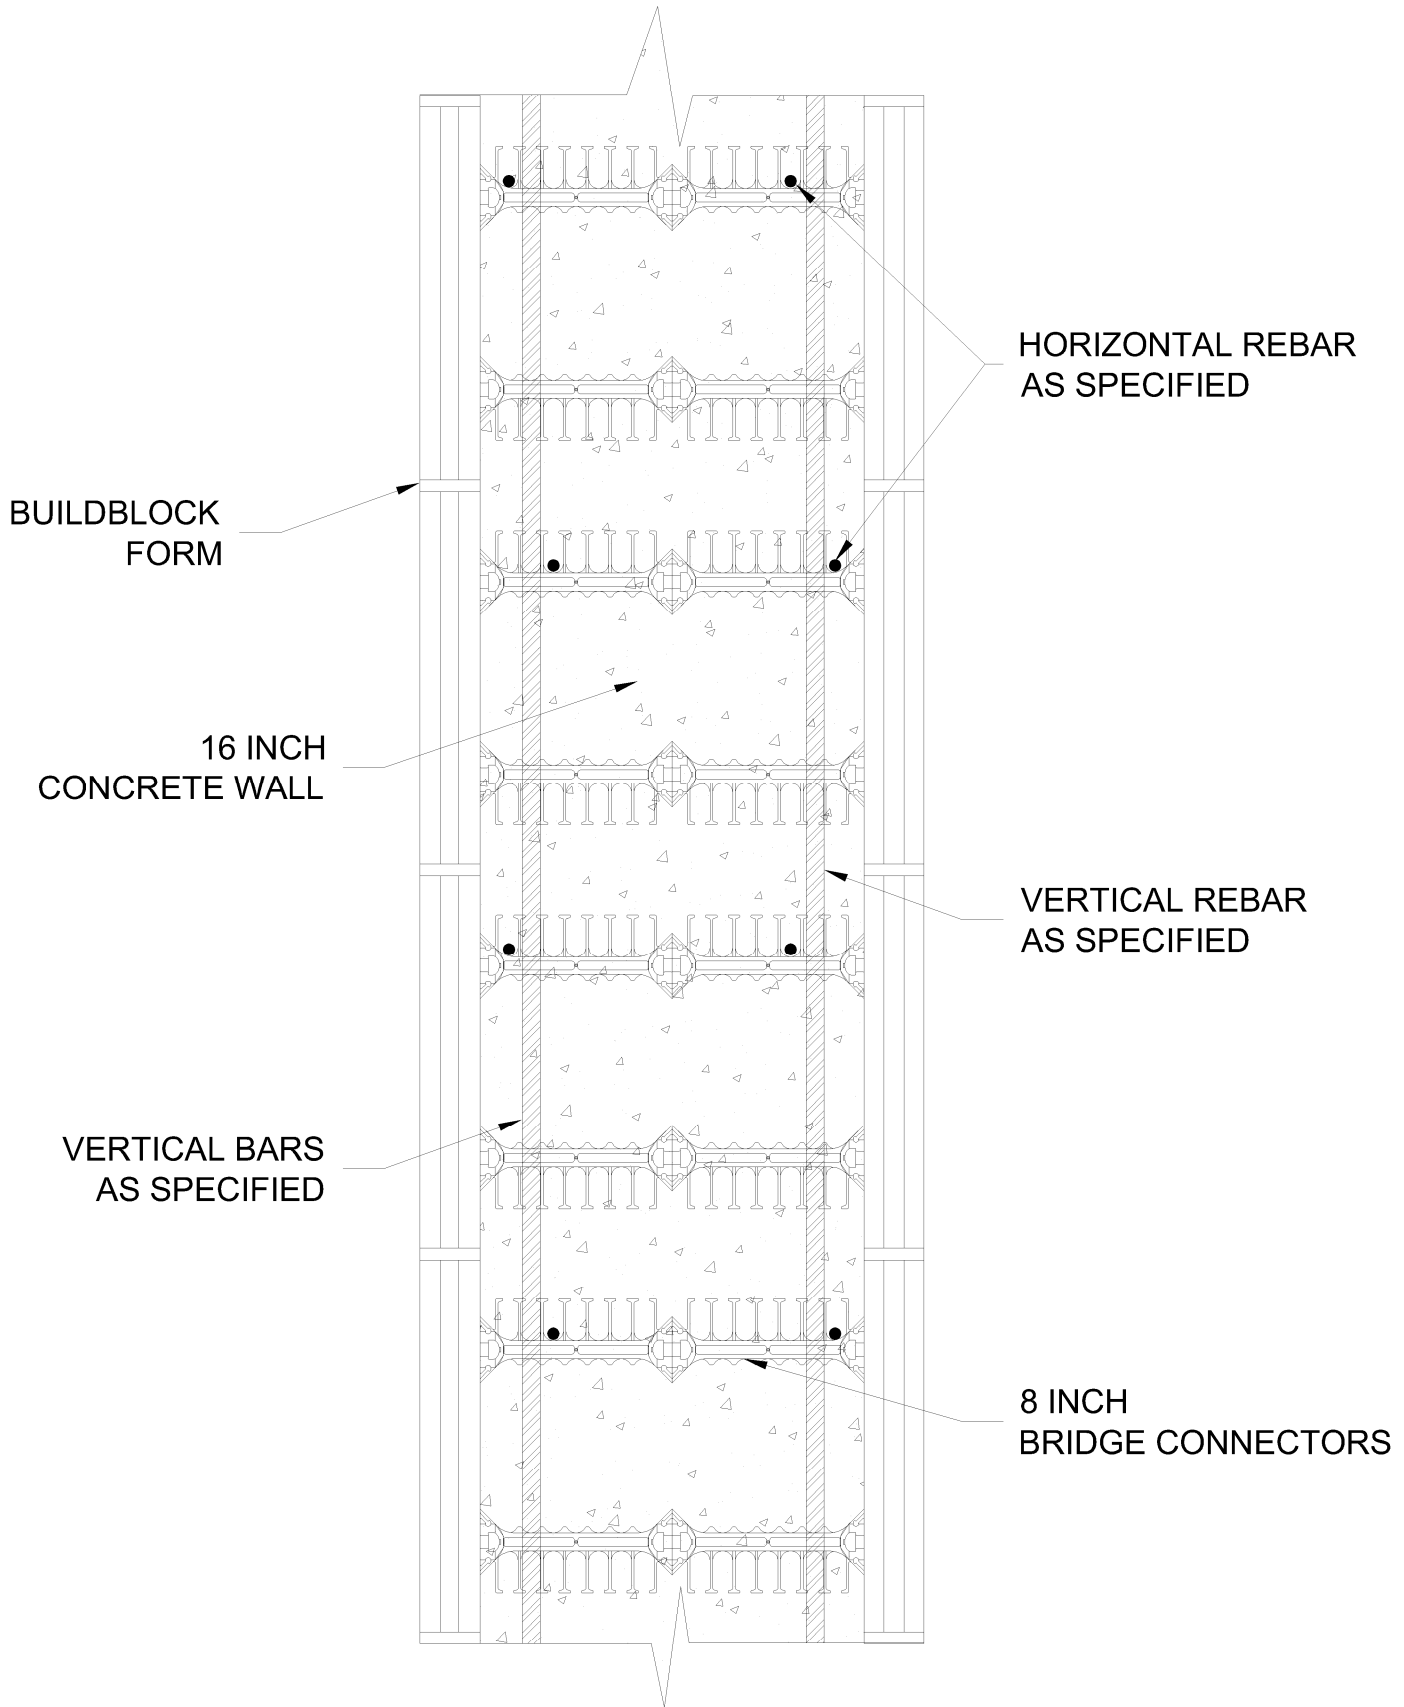 HORIZONTAL REBAR
AS SPECIFIED
BUILDBLOCK
FORM
16 INCH
CONCRETE WALL
VERTICAL REBAR
AS SPECIFIED
VERTICAL BARS
AS SPECIFIED
8 INCH
BRIDGE CONNECTORS